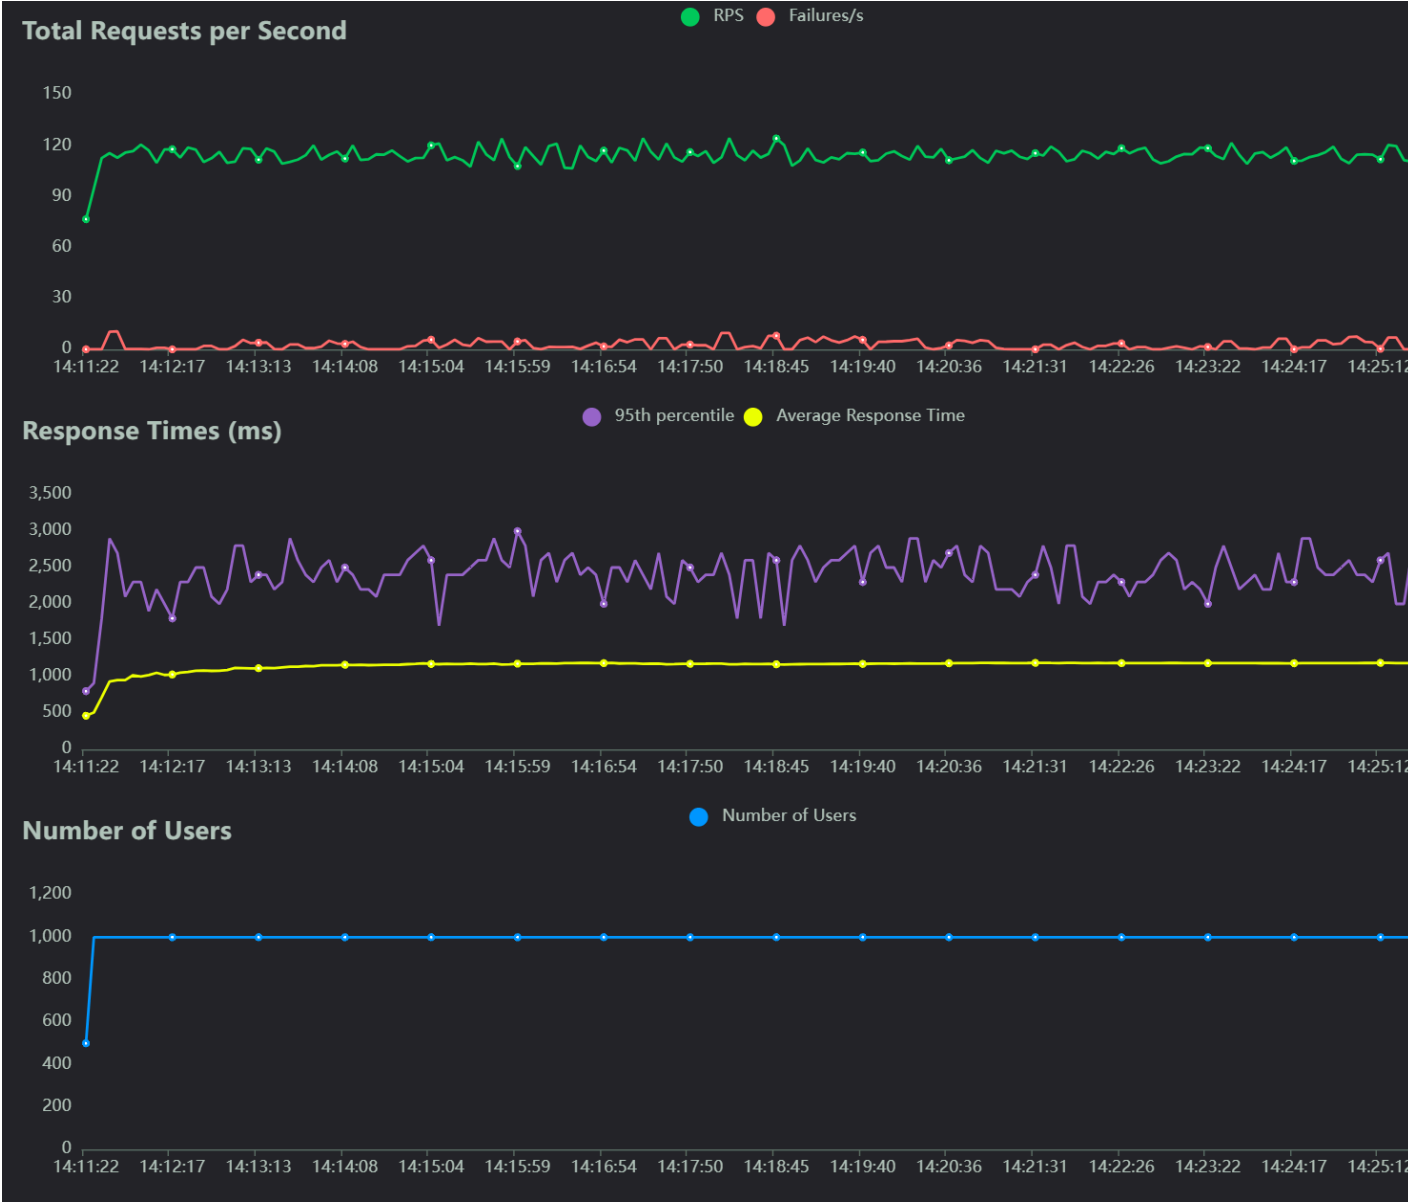 Total Requests per Second
RPS Failures/s
150
120
90
60
30
0
14:11:22 14:12:17 14:13:13 14:14:08 14:15:04 14:15:59 14:16:54 14:17:50 14:18:45 14:19:40 14:20:36 14:21:31 14:22:26 14:23:22 14:24:17 14:25:12
Response Times (ms)
95th percentile Average Response Time
3,500
3,000
2,500
2,000
1,500
1,000
500
0
14:11:22 14:12:17 14:13:13 14:14:08 14:15:04 14:15:59 14:16:54 14:17:50 14:18:45 14:19:40 14:20:36 14:21:31 14:22:26 14:23:22 14:24:17 14:25:12
Number of Users
Number of Users
1,200
1,000
800
600
400
200
0
14:11:22 14:12:17 14:13:13 14:14:08 14:15:04 14:15:59 14:16:54 14:17:50 14:18:45 14:19:40 14:20:36 14:21:31 14:22:26 14:23:22 14:24:17 14:25:12